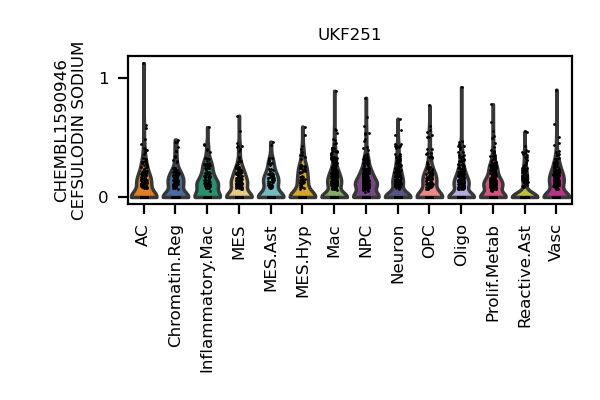 UKF251
CHEMBL1590946
CEFSULODIN SODIUM
1
0
AC
Chromatin.Reg
Inflammatory.Mac
MES
MES.Ast
MES.Hyp
Mac
NPC
Neuron
OPC
Oligo
Prolif.Metab
Reactive.Ast
Vasc